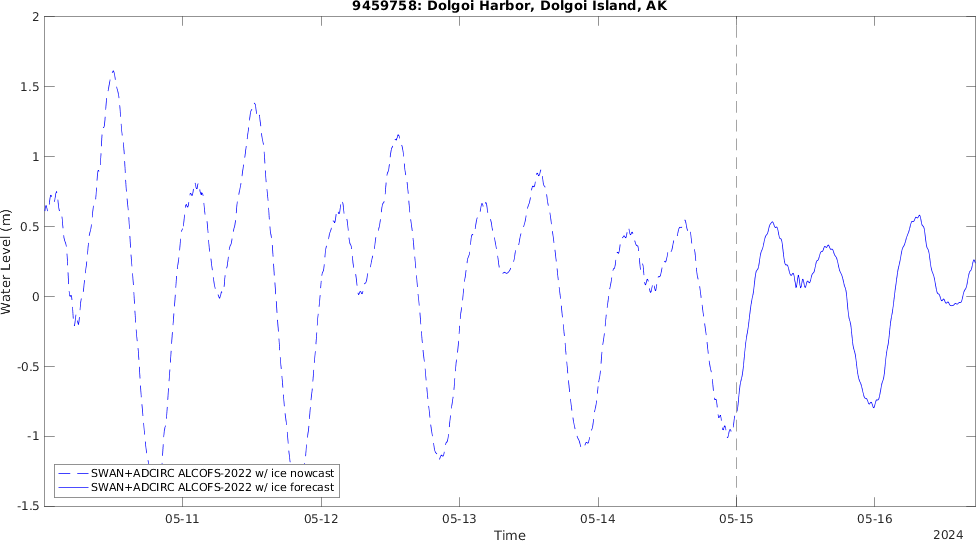 9459758: Dolgoi Harbor, Dolgoi Island, AK
2
1.5
1
0.5
0
-0.5
-1
-1.5
Water Level (m)
SWAN+ADCIRC ALCOFS-2022 w/ ice nowcast
SWAN+ADCIRC ALCOFS-2022 w/ ice forecast
05-11 05-12 05-13 05-14 05-15 05-16
Time
2024